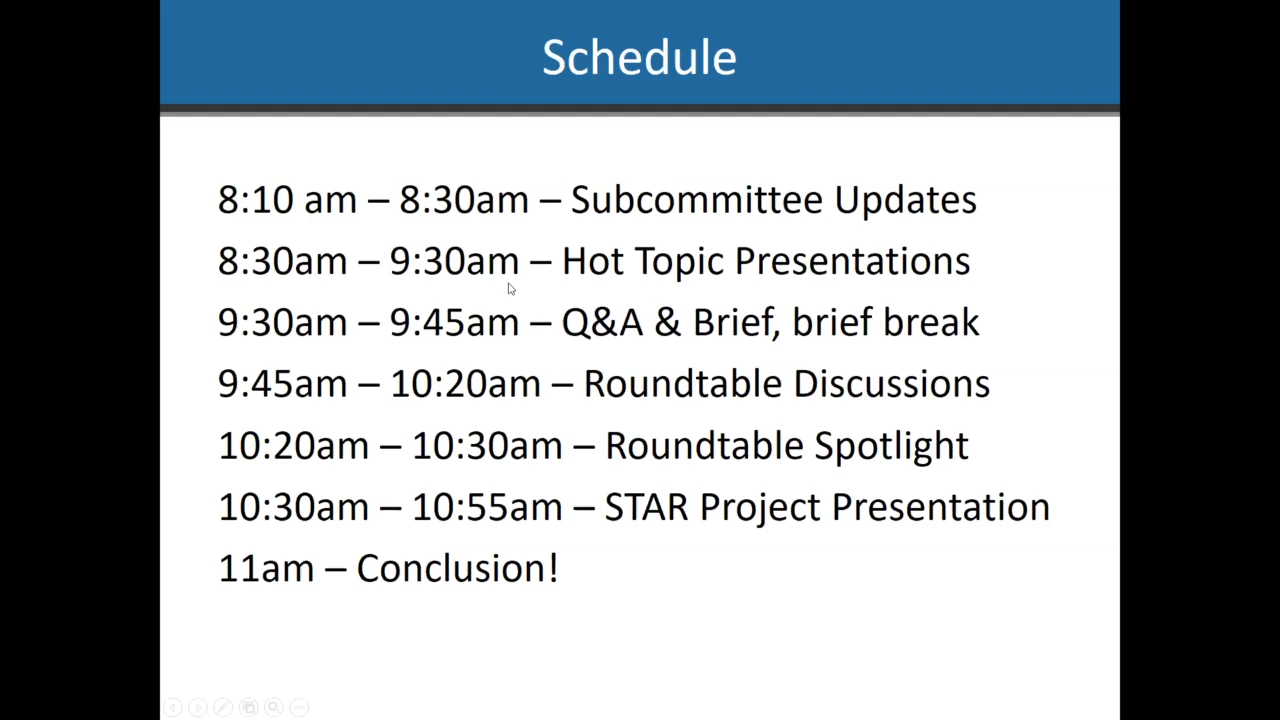 Schedule
8:10 am – 8:30am – Subcommittee Updates
8:30am – 9:30am – Hot Topic Presentations
9:30am – 9:45am – Q&A & Brief, brief break
9:45am – 10:20am – Roundtable Discussions
10:20am – 10:30am – Roundtable Spotlight
10:30am – 10:55am – STAR Project Presentation
11am – Conclusion!